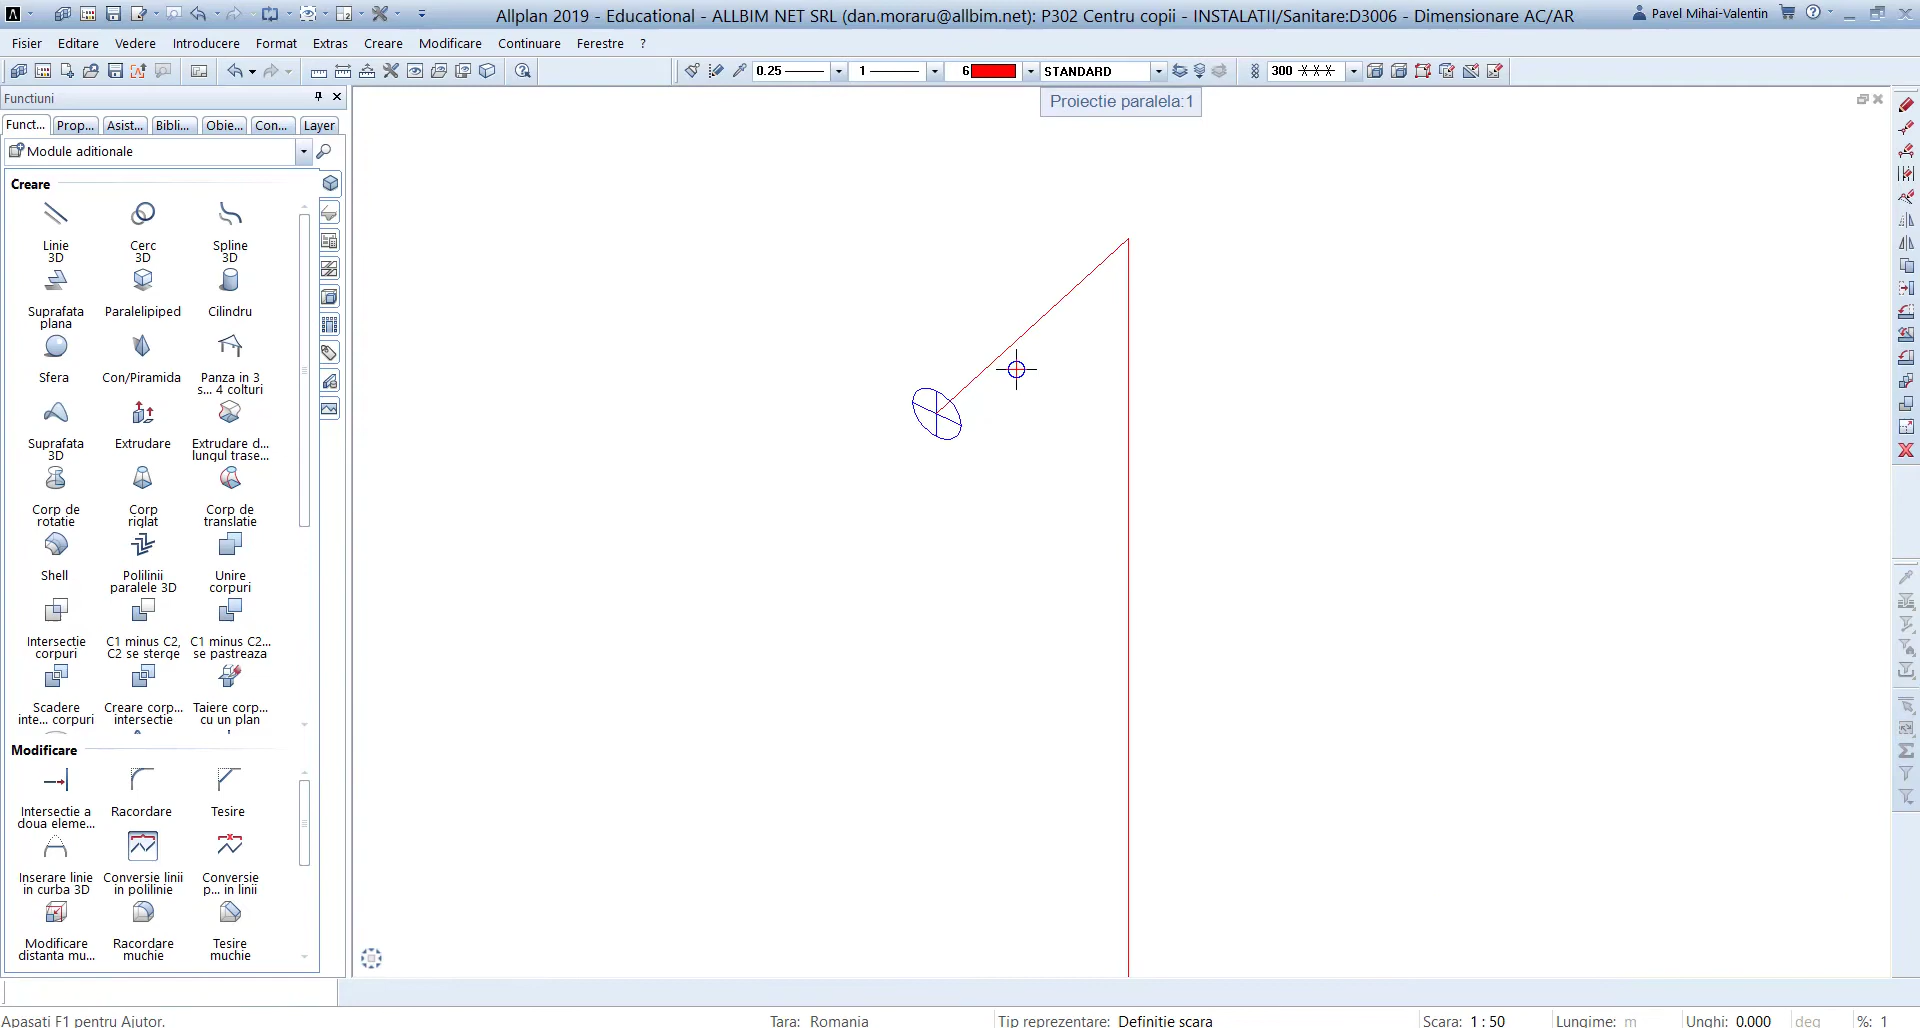 Allplan 2019 - Educational - ALLBIM NET SRL (dan.moraru@allbim.net): P302 Centru copii - INSTALATII/Sanitare:D3006 - Dimensionare AC/AR
Pavel Mihai-Valentin
Fisier Editare Vedere Introducere Format Extras Creare Modificare Conturare Ferestre ?
0.25 1 6 STANDARD 300
Functiuni
Proiectie paralela:1
Funct... Prop... Asist... Bibli... Obie... Con... Layer
Module aditionale
Creare
Linie 3D
Cerc 3D
Spline 3D
Suprafata plana
Paralelipiped
Cilindru
Sfera
Con/Piramida
Panza in 3 s... 4 colturi
Suprafata 3D
Extrudare
Extrudare d... lungul trase...
Corp de rotatie
Corp riglat
Corp de translatie
Shell
Polilinii paralele 3D
Unire corpuri
Intersectie corpuri
C1 minus C2, C2 se sterge
C1 minus C2... se pastreaza
Scadere inte... corpuri
Creare corp... intersectie
Taiere corp... cu un plan
Modificare
Intersectie a doua eleme...
Racordare
Tesire
Inserare linie in curba 3D
Conversie linii in polilinie
Conversie p... in linii
Modificare distanta mu...
Racordare muchie
Tesire muchie
Apasati F1 pentru Ajutor.
Tara: Romania
Tip reprezentare: Definitie scara
Scara: 1 : 50
Lungime: m
Unghi: 0.000 deg
%: 1